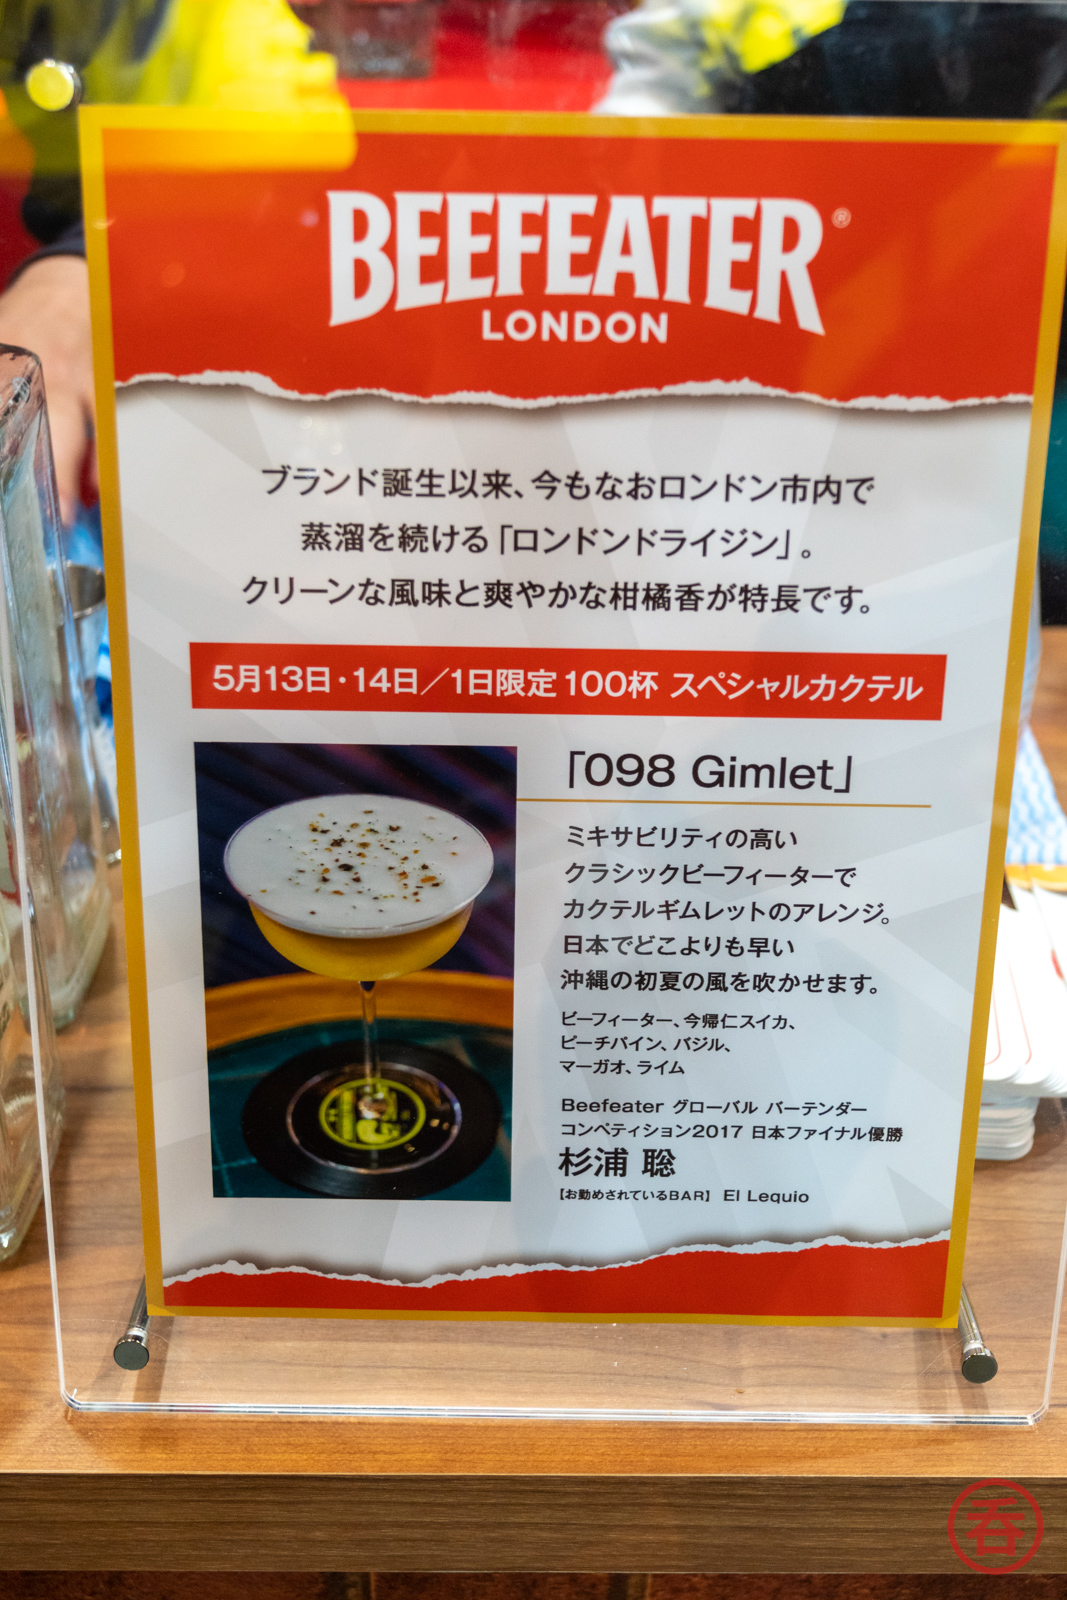 BEEFEATER®
LONDON
ブランド誕生以来、今もなおロンドン市内で
蒸溜を続ける「ロンドンドライジン」。
クリーンな風味と爽やかな柑橘香が特長です。
5月13日・14日／1日限定100杯 スペシャルカクテル
「098 Gimlet」
ミキサビリティの高い
クラシックビーフィーターで
カクテルギムレットのアレンジ。
日本でどこよりも早い
沖縄の初夏の風を吹かせます。
ビーフィーター、今帰仁スイカ、
ピーチパイン、バジル、
マーガオ、ライム
Beefeater グローバル バーテンダー
コンペティション2017 日本ファイナル優勝
杉浦 聡
【お勤めされているBAR】 El Lequio
呑